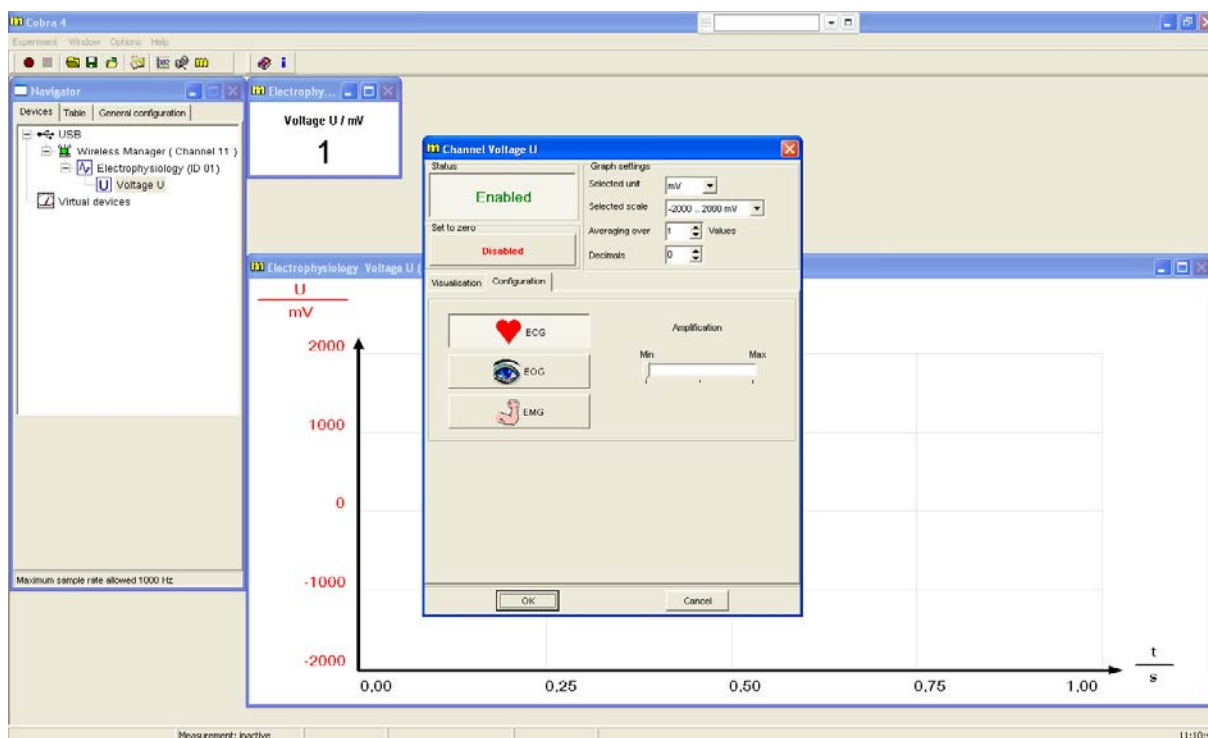 Cobra 4
Experiment Window Options Help
Navigator
Devices Table General configuration
USB
Wireless Manager ( Channel 11 )
Electrophysiology (ID 01)
Voltage U
Virtual devices
Maximum sample rate allowed 1000 Hz
Electrophy...
Voltage U / mV
1
Channel Voltage U
Status
Enabled
Set to zero
Disabled
Graph settings
Selected unit mV
Selected scale -2000 .. 2000 mV
Averaging over 1 Values
Decimals 0
Visualisation Configuration
ECG
EOG
EMG
Amplification
Min Max
OK Cancel
Electrophysiology Voltage U (
U
mV
2000
1000
0
-1000
-2000
0,00 0,25 0,50 0,75 1,00
t
s
Measurement: inactive